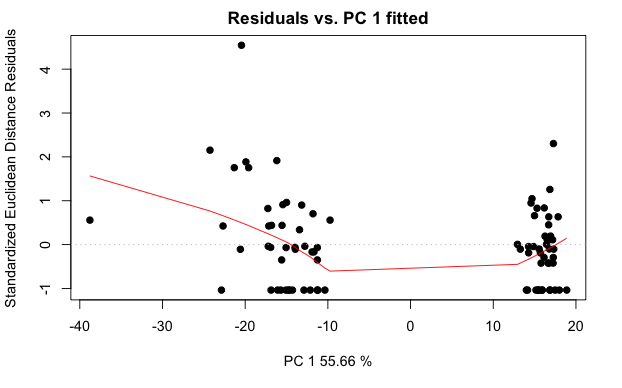 Residuals vs. PC 1 fitted
Standardized Euclidean Distance Residuals
4
3
2
1
0
-1
-40 -30 -20 -10 0 10 20
PC 1 55.66 %